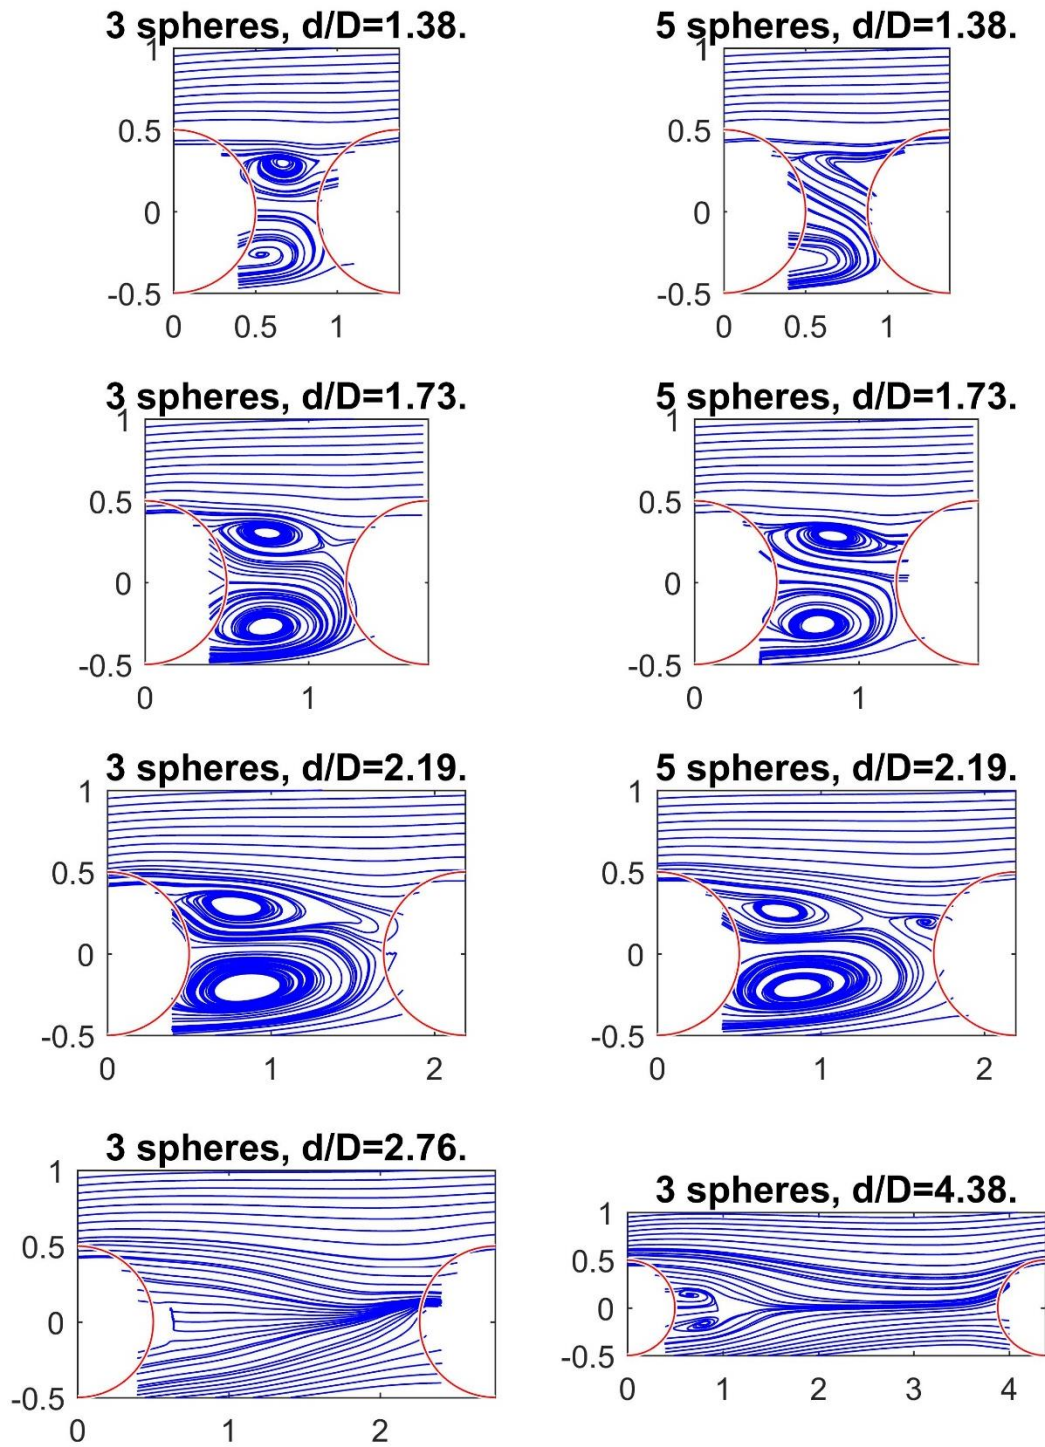 3 spheres, d/D=1.38.
1
0.5
0
-0.5
0 0.5 1
5 spheres, d/D=1.38.
1
0.5
0
-0.5
0 0.5 1
3 spheres, d/D=1.73.
1
0.5
0
-0.5
0 1
5 spheres, d/D=1.73.
1
0.5
0
-0.5
0 1
3 spheres, d/D=2.19.
1
0.5
0
-0.5
0 1 2
5 spheres, d/D=2.19.
1
0.5
0
-0.5
0 1 2
3 spheres, d/D=2.76.
1
0.5
0
-0.5
0 1 2
3 spheres, d/D=4.38.
1
0.5
0
-0.5
0 1 2 3 4